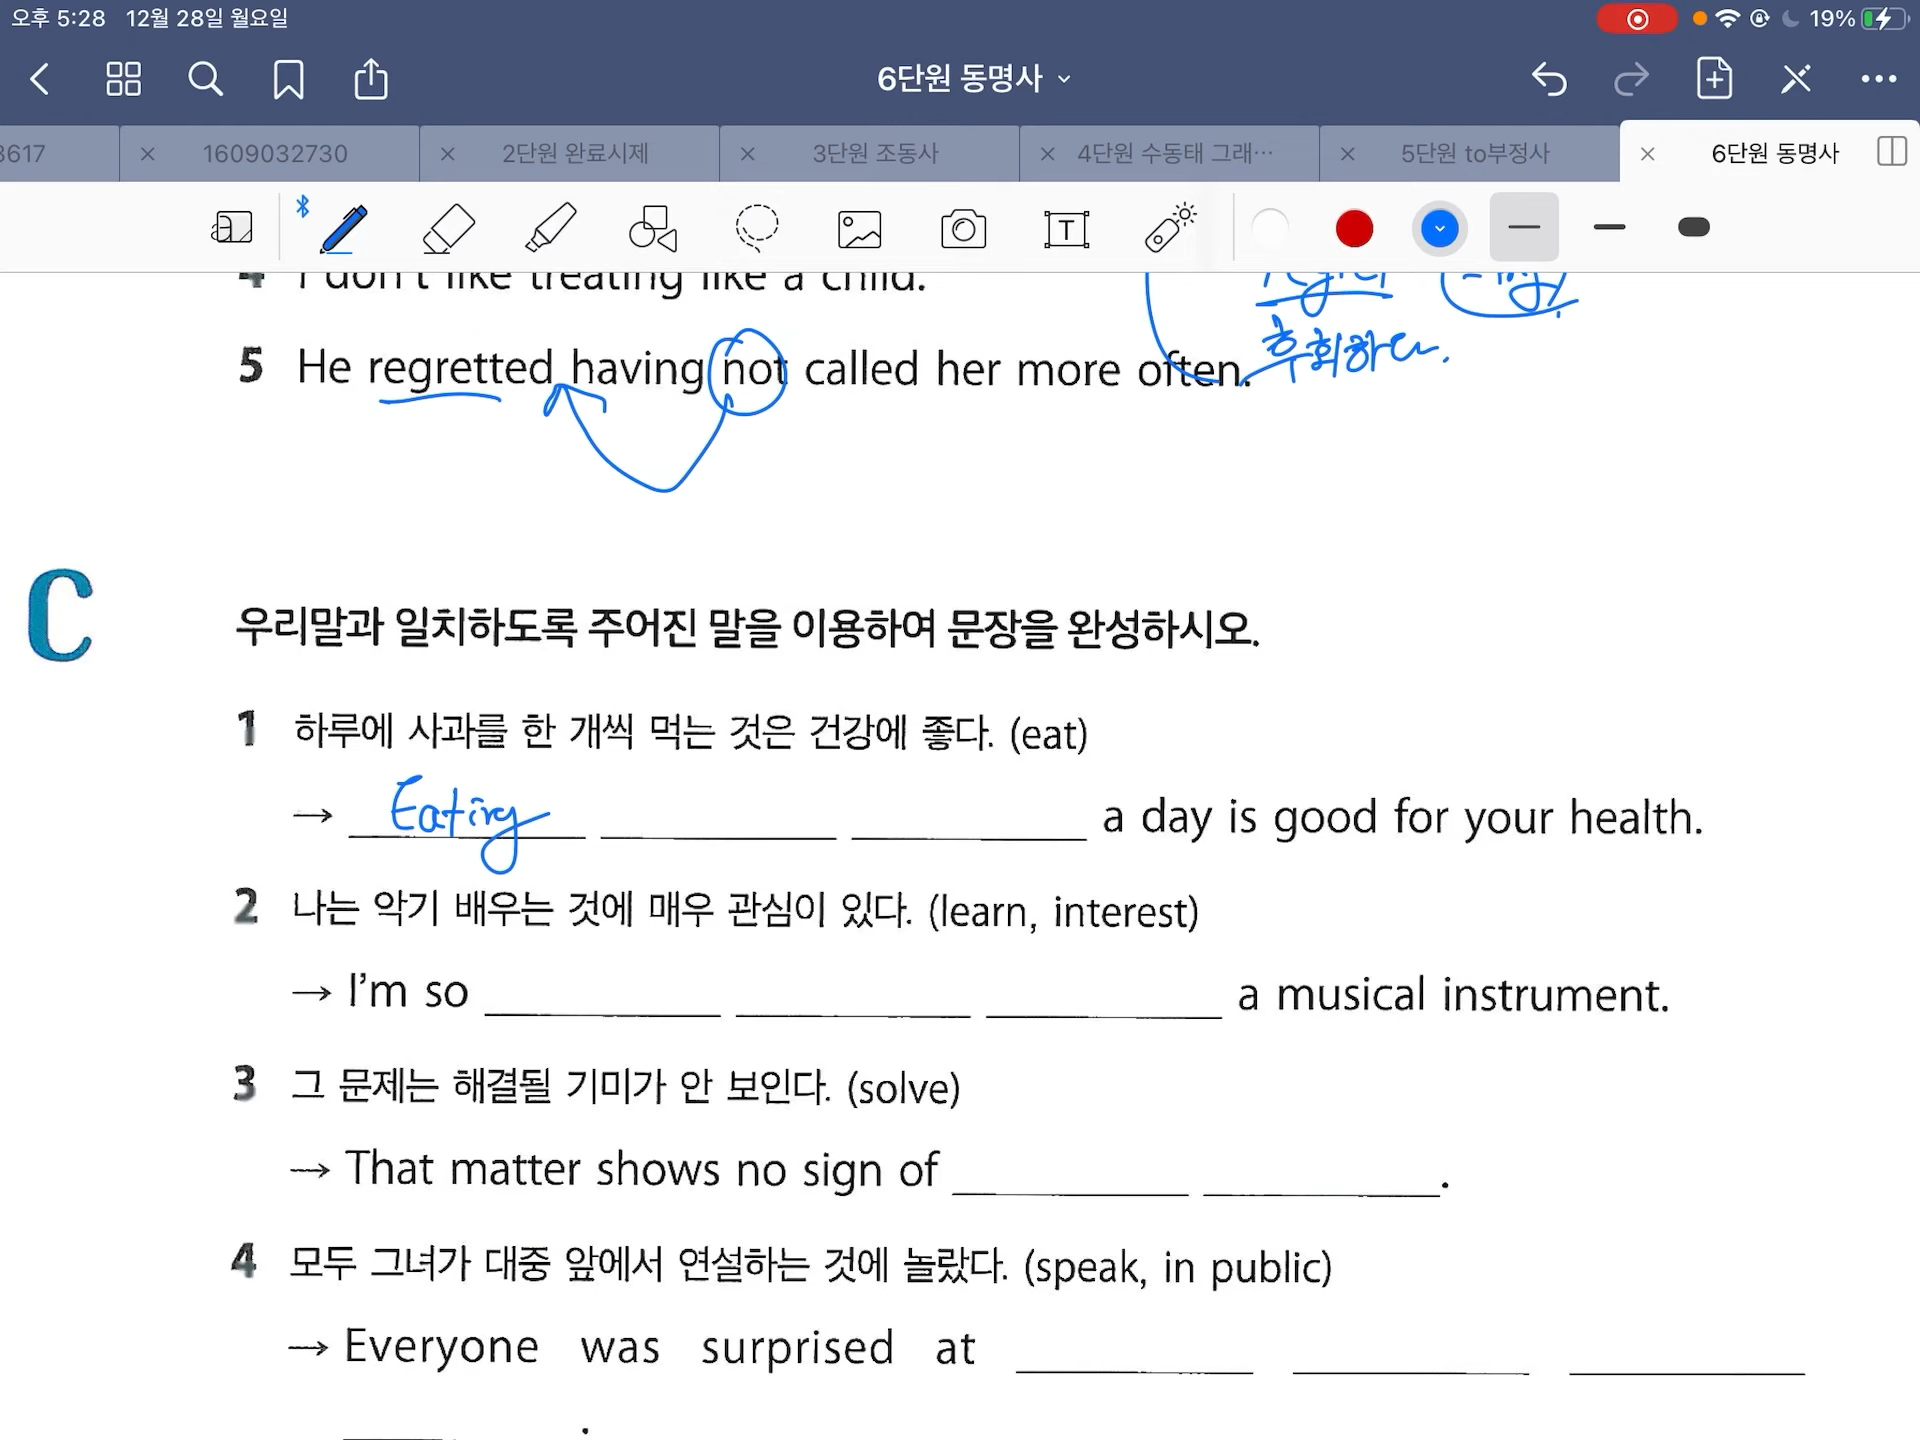 오후 5:28 12월 28일 월요일 19%
6단원 동명사
3617 1609032730 2단원 완료시제 3단원 조동사 4단원 수동태 그래… 5단원 to부정사 6단원 동명사
4 I don't like treating like a child.
후회하다.
5 He regretted having not called her more often.
C
우리말과 일치하도록 주어진 말을 이용하여 문장을 완성하시오.
1 하루에 사과를 한 개씩 먹는 것은 건강에 좋다. (eat)
→ Eating a day is good for your health.
2 나는 악기 배우는 것에 매우 관심이 있다. (learn, interest)
→ I'm so a musical instrument.
3 그 문제는 해결될 기미가 안 보인다. (solve)
→ That matter shows no sign of .
4 모두 그녀가 대중 앞에서 연설하는 것에 놀랐다. (speak, in public)
→ Everyone was surprised at